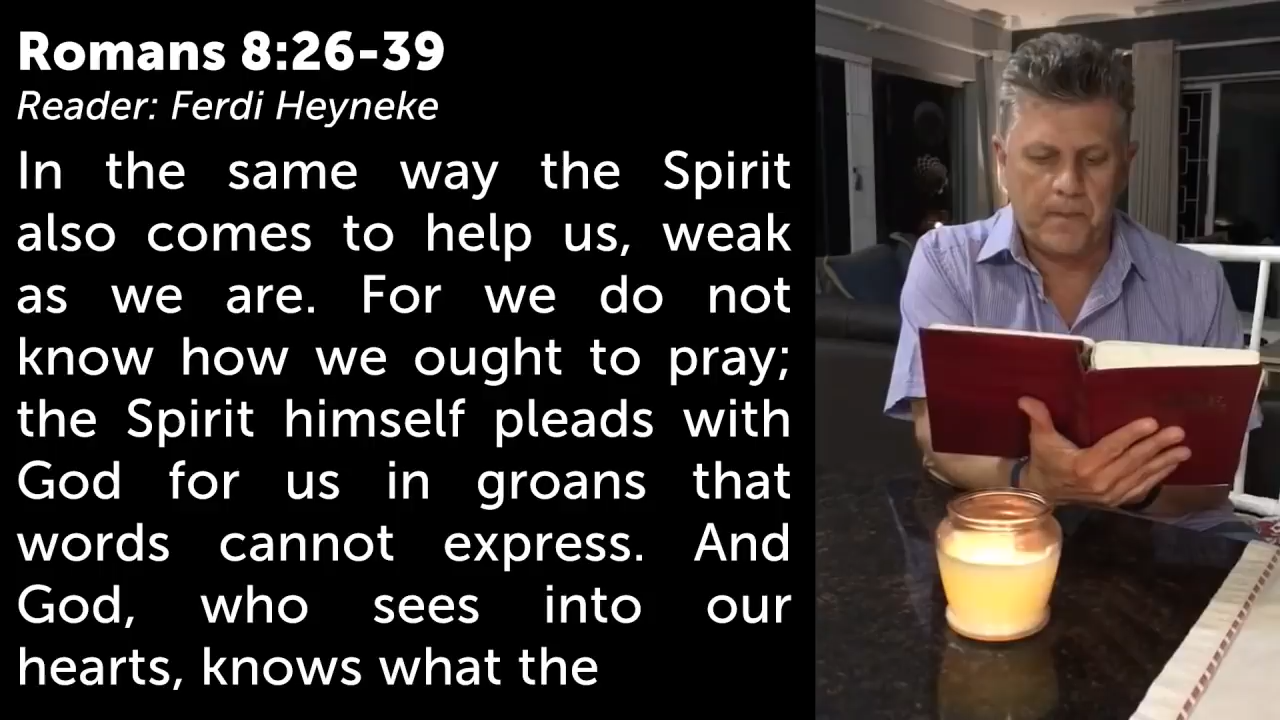 Romans 8:26-39
Reader: Ferdi Heyneke
In the same way the Spirit
also comes to help us, weak
as we are. For we do not
know how we ought to pray;
the Spirit himself pleads with
God for us in groans that
words cannot express. And
God, who sees into our
hearts, knows what the